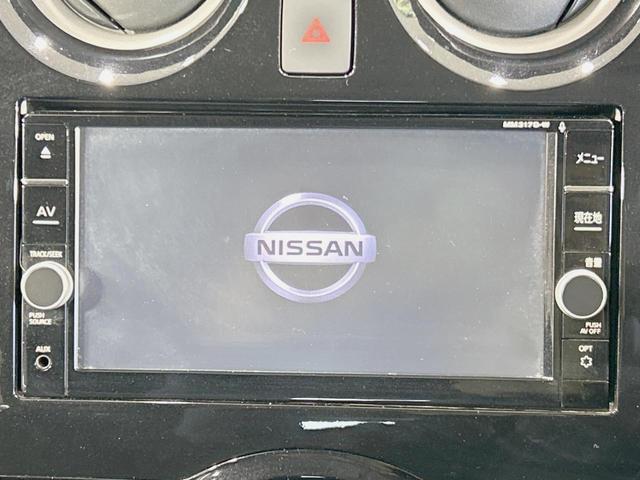 MM317D-W
OPEN
メニュー
AV
現在地
NISSAN
TRACK/SEEK
音量
PUSH
SOURCE
PUSH
AV OFF
AUX
OPT